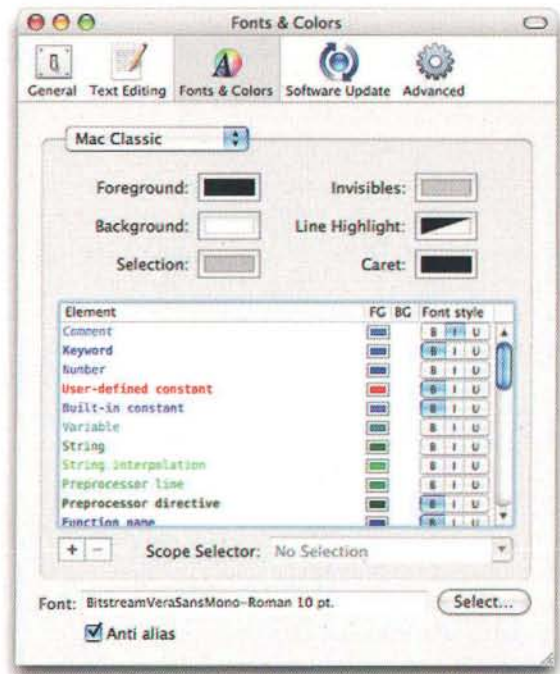 Fonts & Colors
General Text Editing Fonts & Colors Software Update Advanced
Mac Classic
Foreground: Invisibles:
Background: Line Highlight:
Selection: Caret:
Element FG BG Font style
Comment B I U
Keyword B I U
Number B I U
User-defined constant B I U
Built-in constant B I U
Variable B I U
String B I U
String interpolation B I U
Preprocessor line B I U
Preprocessor directive B I U
Function name B I U
+ − Scope Selector: No Selection
Font: BitstreamVeraSansMono-Roman 10 pt. Select...
Anti alias